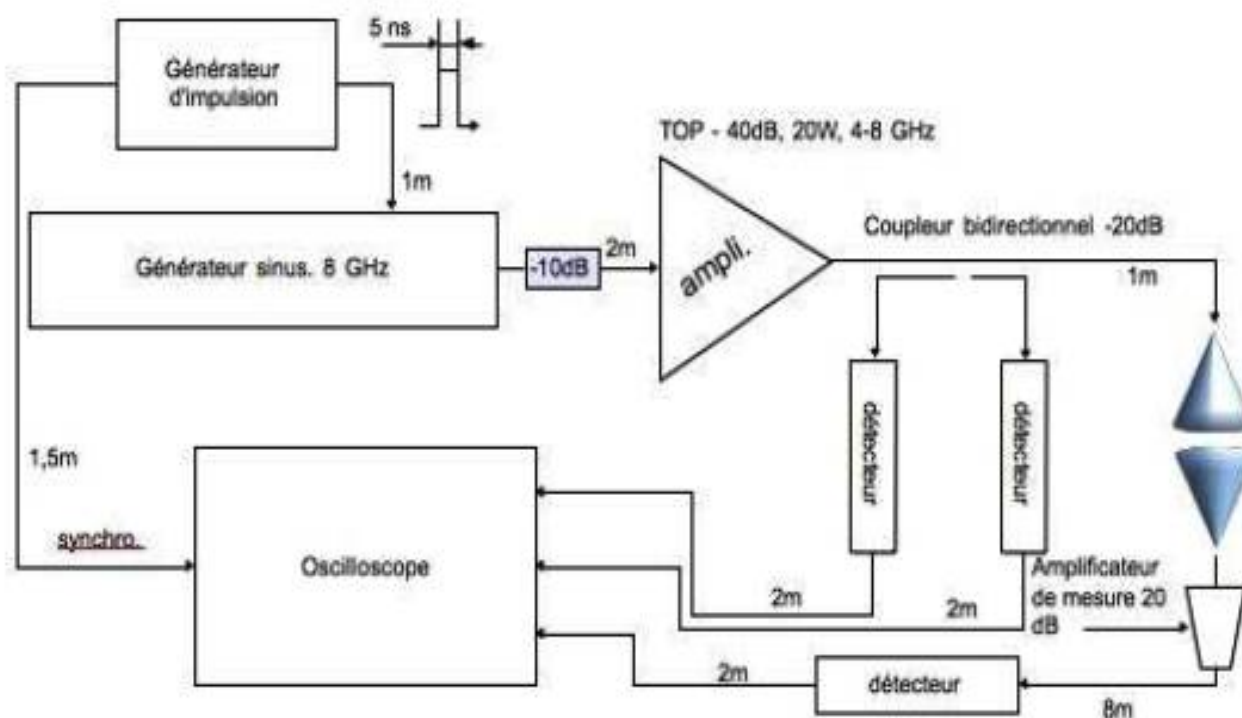 5 ns
Générateur
d'impulsion
TOP - 40dB, 20W, 4-8 GHz
1m
Coupleur bidirectionnel -20dB
Générateur sinus. 8 GHz
-10dB
2m
ampli.
1m
détecteur
détecteur
1,5m
synchro.
Oscilloscope
2m
2m
Amplificateur
de mesure 20
dB
2m
détecteur
8m